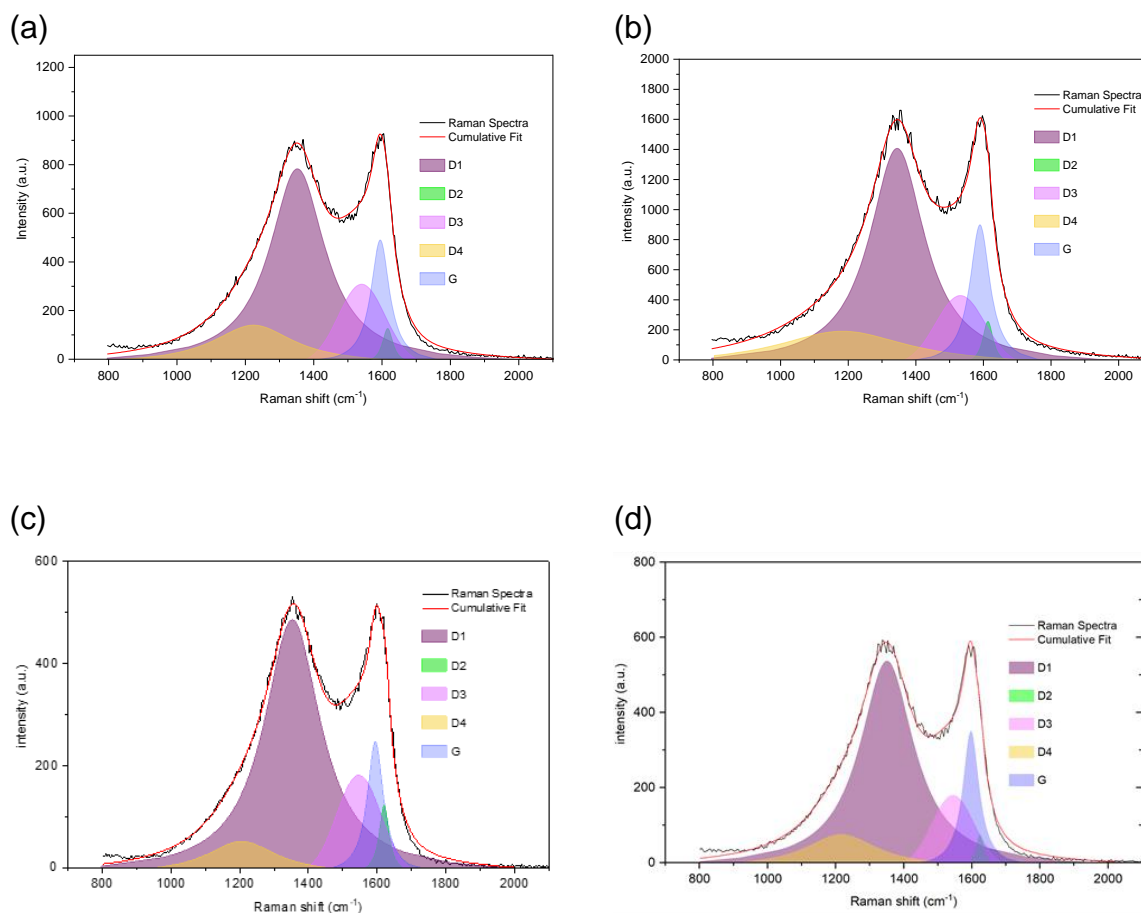 (a)
1200
1000
800
600
400
200
0
Intensity (a.u.)
800 1000 1200 1400 1600 1800 2000
Raman shift (cm⁻¹)
Raman Spectra
Cumulative Fit
D1
D2
D3
D4
G
(b)
2000
1800
1600
1400
1200
1000
800
600
400
200
0
intensity (a.u.)
800 1000 1200 1400 1600 1800 2000
Raman shift (cm⁻¹)
Raman Spectra
Cumulative Fit
D1
D2
D3
D4
G
(c)
600
400
200
0
intensity (a.u.)
800 1000 1200 1400 1600 1800 2000
Raman shift (cm⁻¹)
Raman Spectra
Cumulative Fit
D1
D2
D3
D4
G
(d)
800
600
400
200
0
intensity (a.u.)
800 1000 1200 1400 1600 1800 2000
Raman shift (cm⁻¹)
Raman Spectra
Cumulative Fit
D1
D2
D3
D4
G